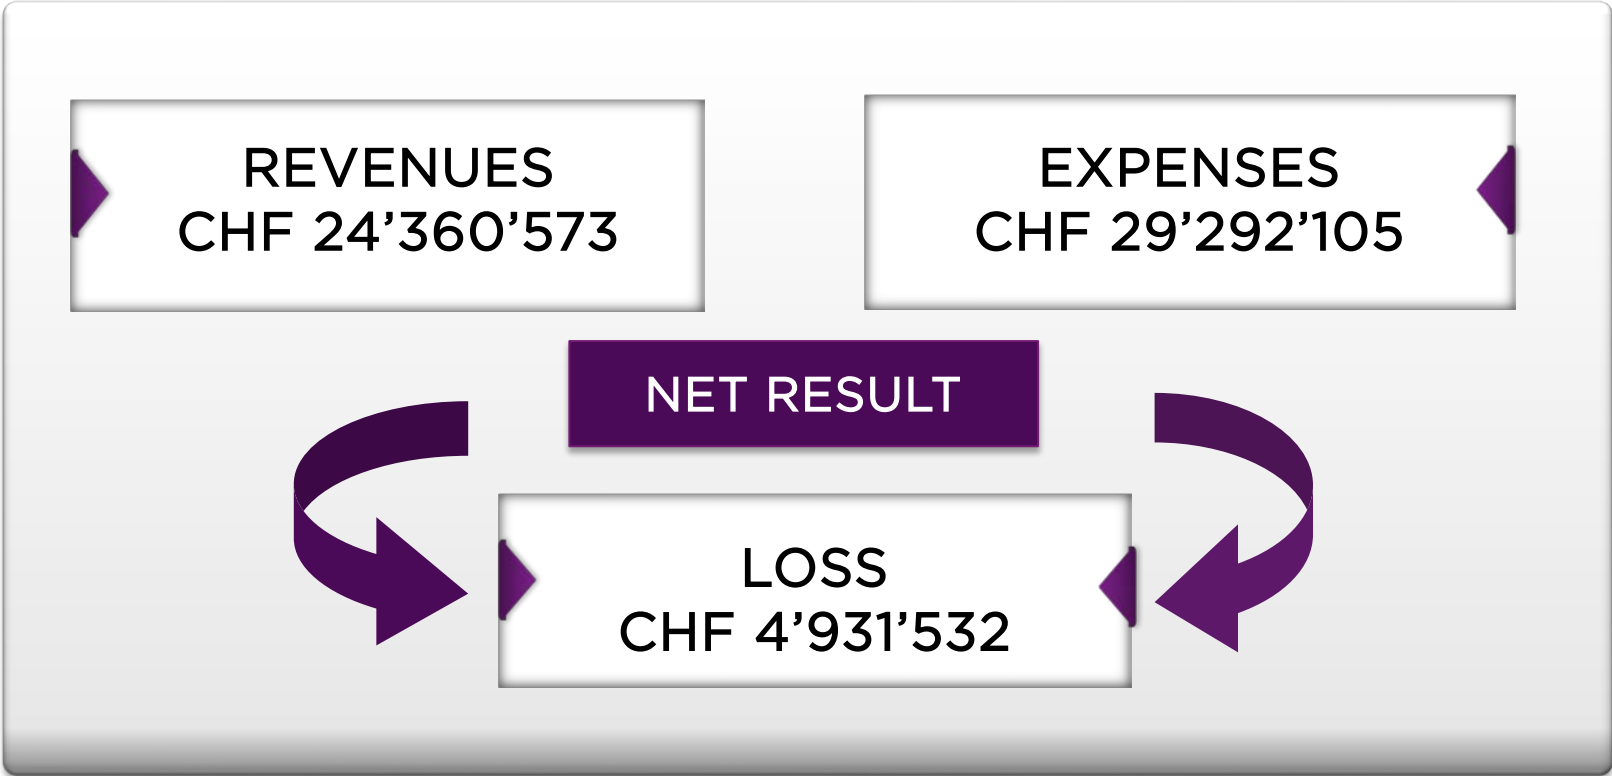 REVENUES
CHF 24’360’573
EXPENSES
CHF 29’292’105
NET RESULT
LOSS
CHF 4’931’532